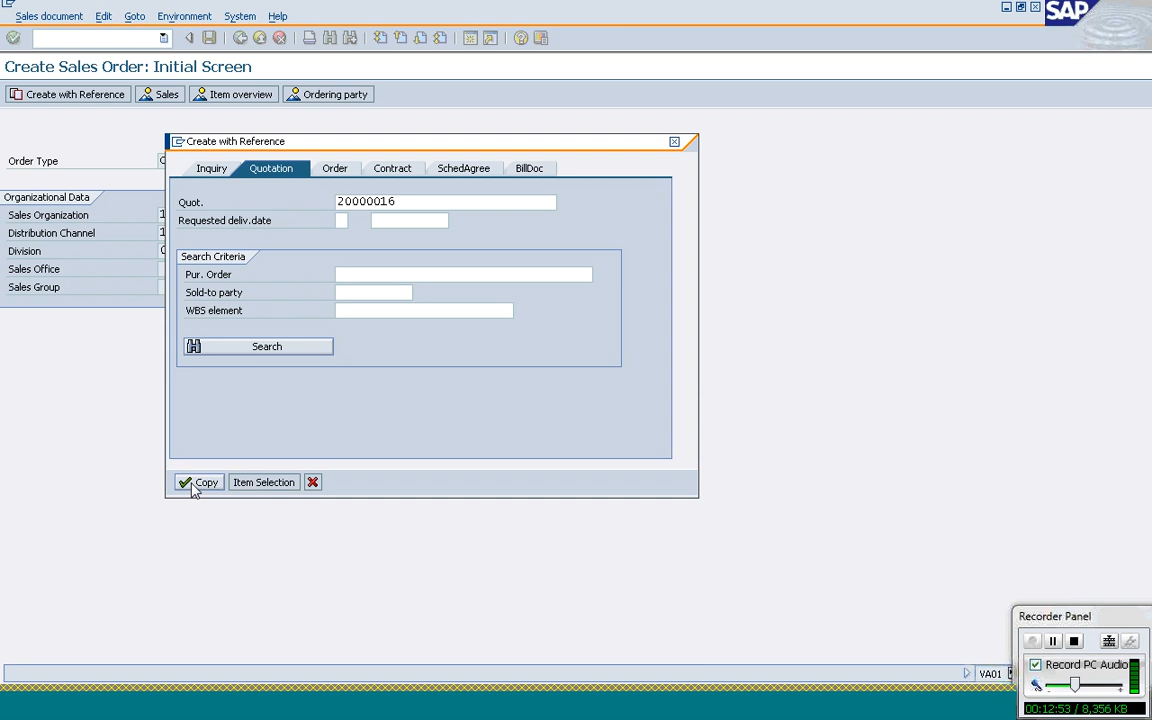 Sales document Edit Goto Environment System Help
SAP
Create Sales Order: Initial Screen
Create with Reference Sales Item overview Ordering party
Create with Reference
Order Type
Inquiry Quotation Order Contract SchedAgree BillDoc
Organizational Data
Quot. 20000016
Sales Organization 1
Requested deliv.date
Distribution Channel 1
Division
Search Criteria
Sales Office
Pur. Order
Sales Group
Sold-to party
WBS element
Search
Copy Item Selection
Recorder Panel
Record PC Audio
VA01
00:12:53 / 8,356 KB